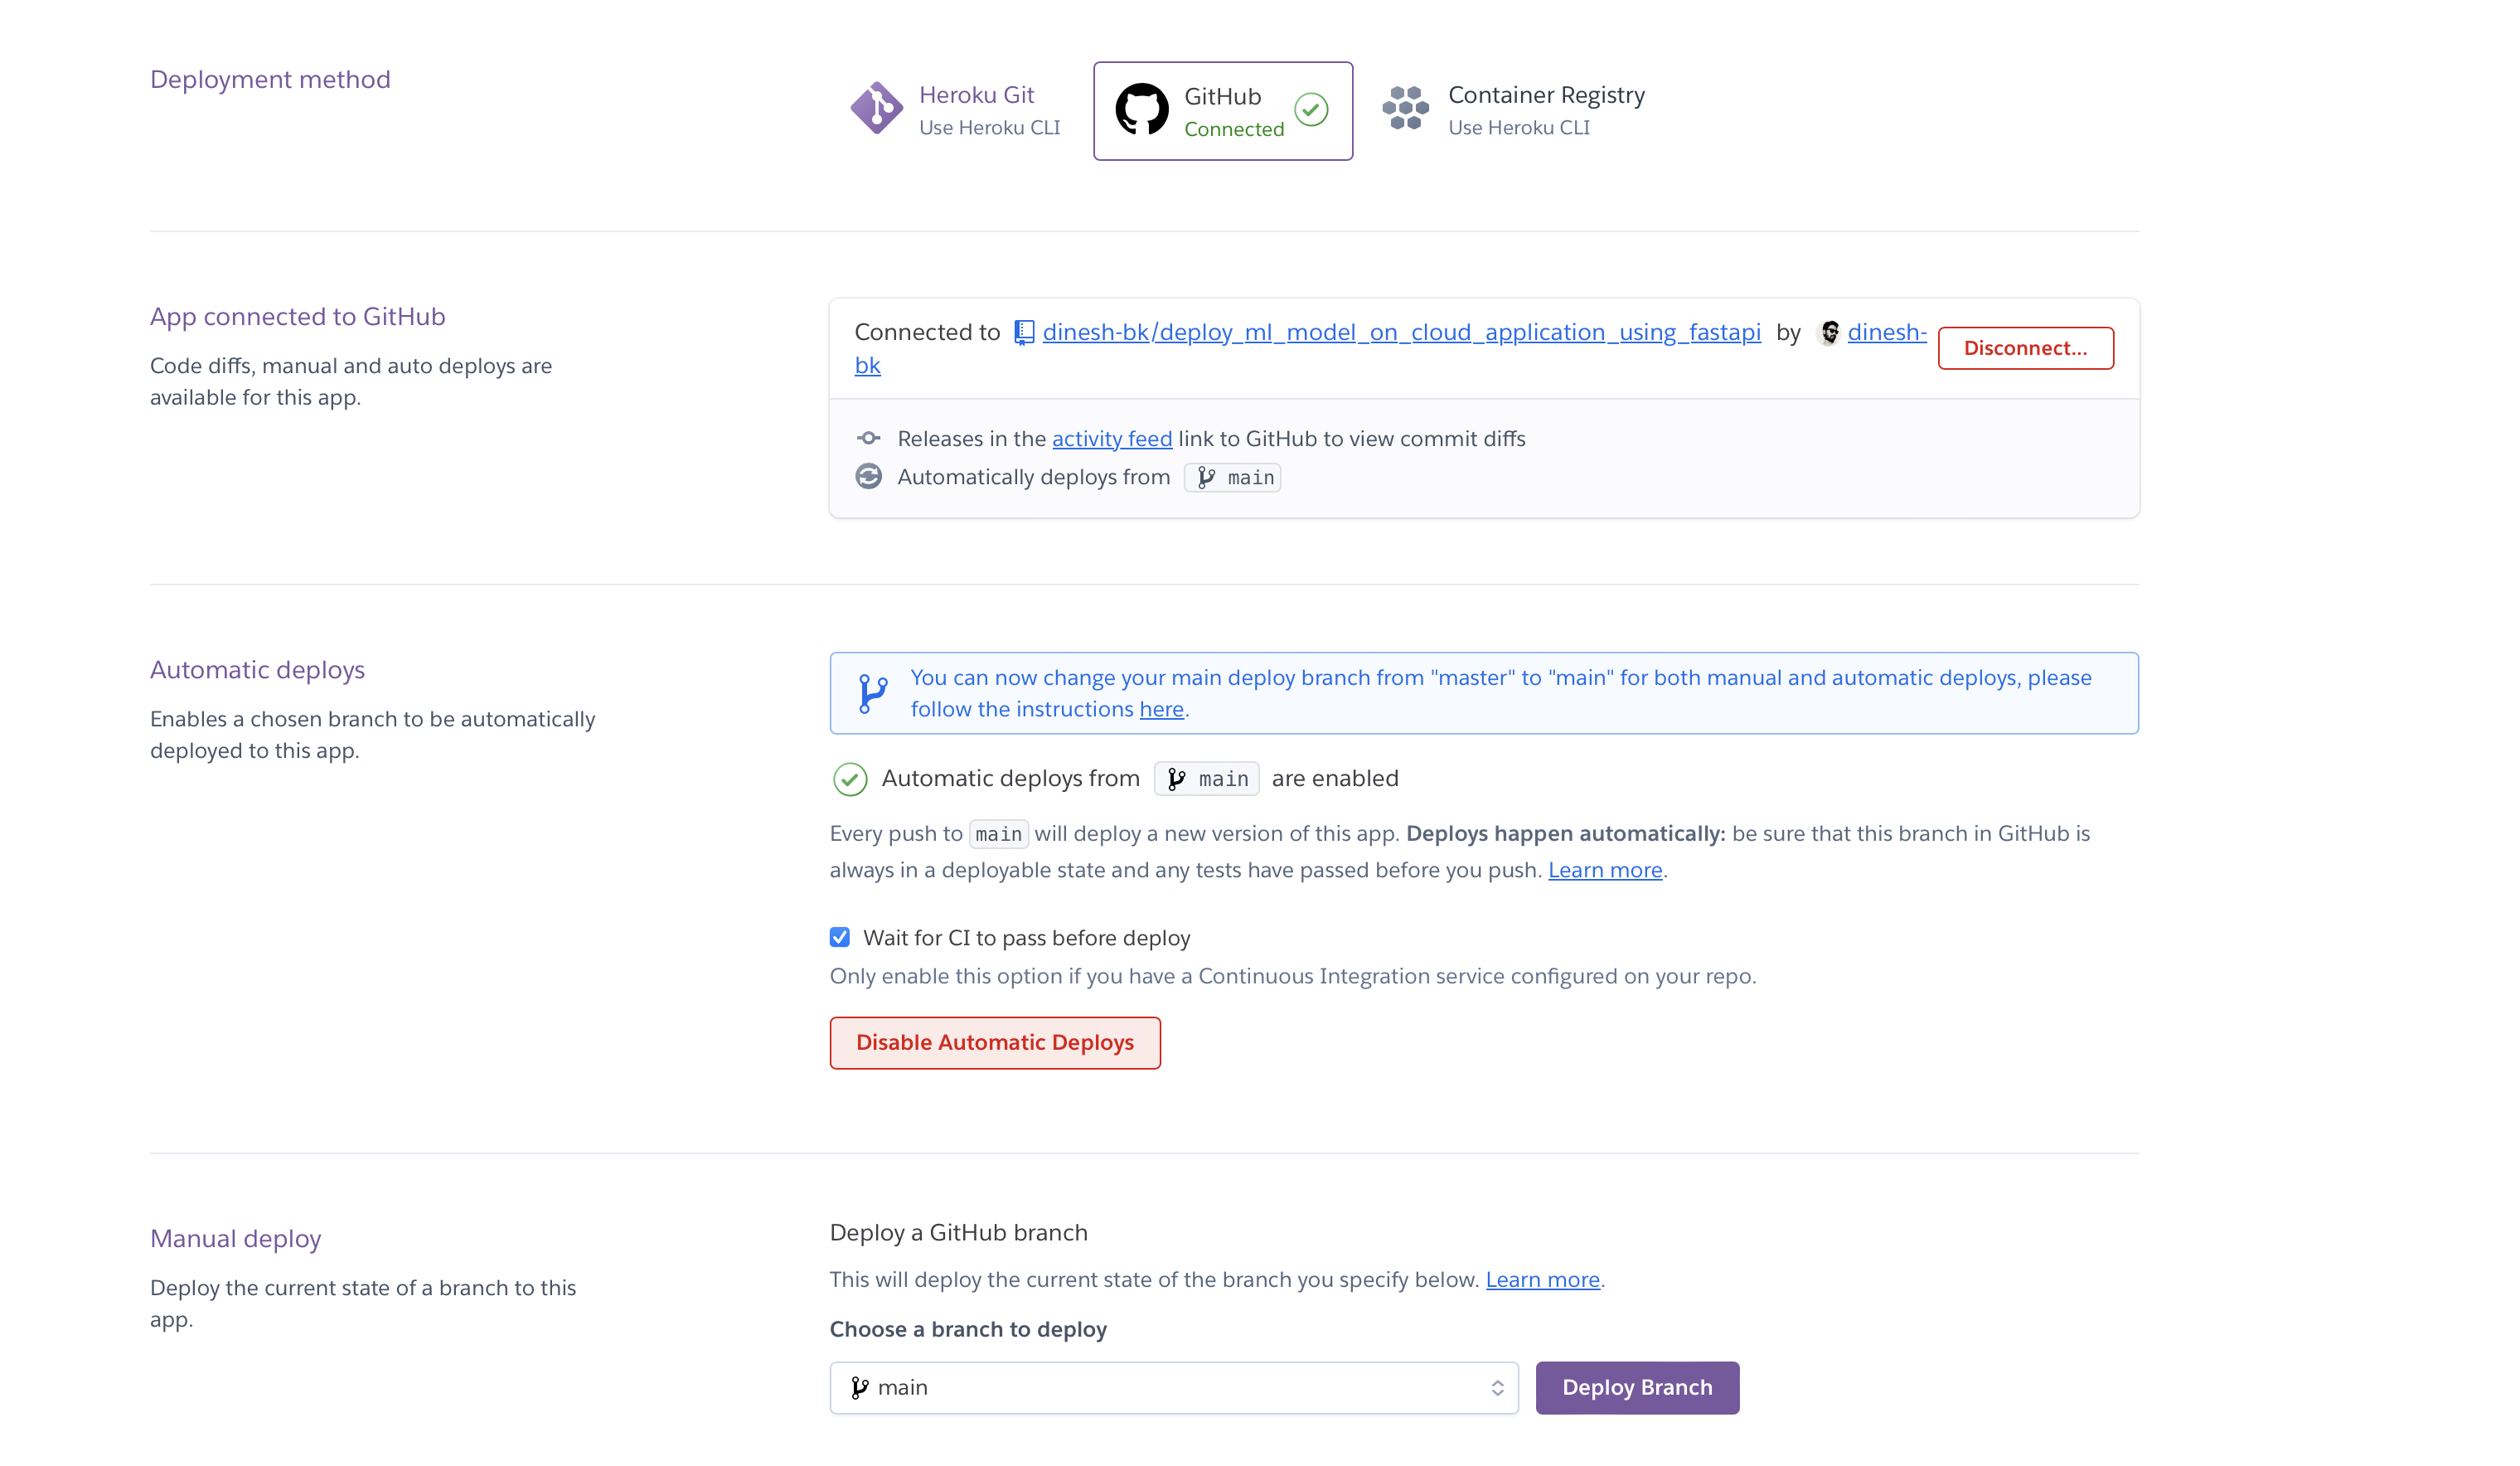 Deployment method
Heroku Git
Use Heroku CLI
GitHub
Connected
Container Registry
Use Heroku CLI
App connected to GitHub
Code diffs, manual and auto deploys are
available for this app.
Connected to dinesh-bk/deploy_ml_model_on_cloud_application_using_fastapi by dinesh-
bk
Disconnect...
Releases in the activity feed link to GitHub to view commit diffs
Automatically deploys from main
Automatic deploys
Enables a chosen branch to be automatically
deployed to this app.
You can now change your main deploy branch from "master" to "main" for both manual and automatic deploys, please
follow the instructions here.
Automatic deploys from main are enabled
Every push to main will deploy a new version of this app. Deploys happen automatically: be sure that this branch in GitHub is
always in a deployable state and any tests have passed before you push. Learn more.
Wait for CI to pass before deploy
Only enable this option if you have a Continuous Integration service configured on your repo.
Disable Automatic Deploys
Manual deploy
Deploy the current state of a branch to this
app.
Deploy a GitHub branch
This will deploy the current state of the branch you specify below. Learn more.
Choose a branch to deploy
main
Deploy Branch